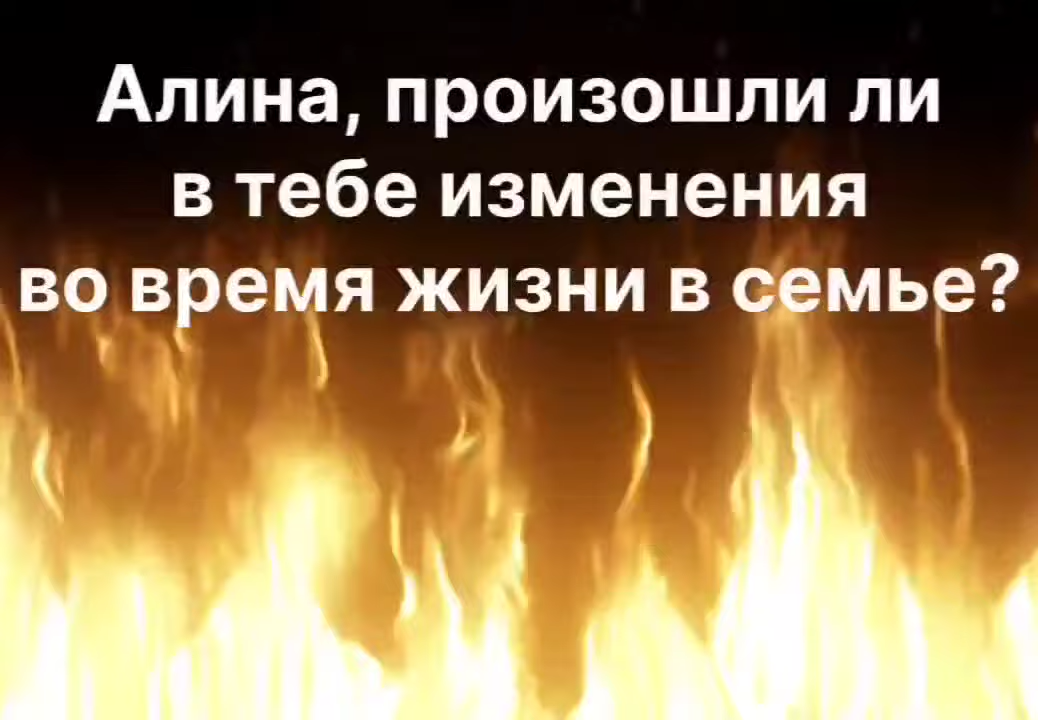 Алина, произошли ли
в тебе изменения
во время жизни в семье?